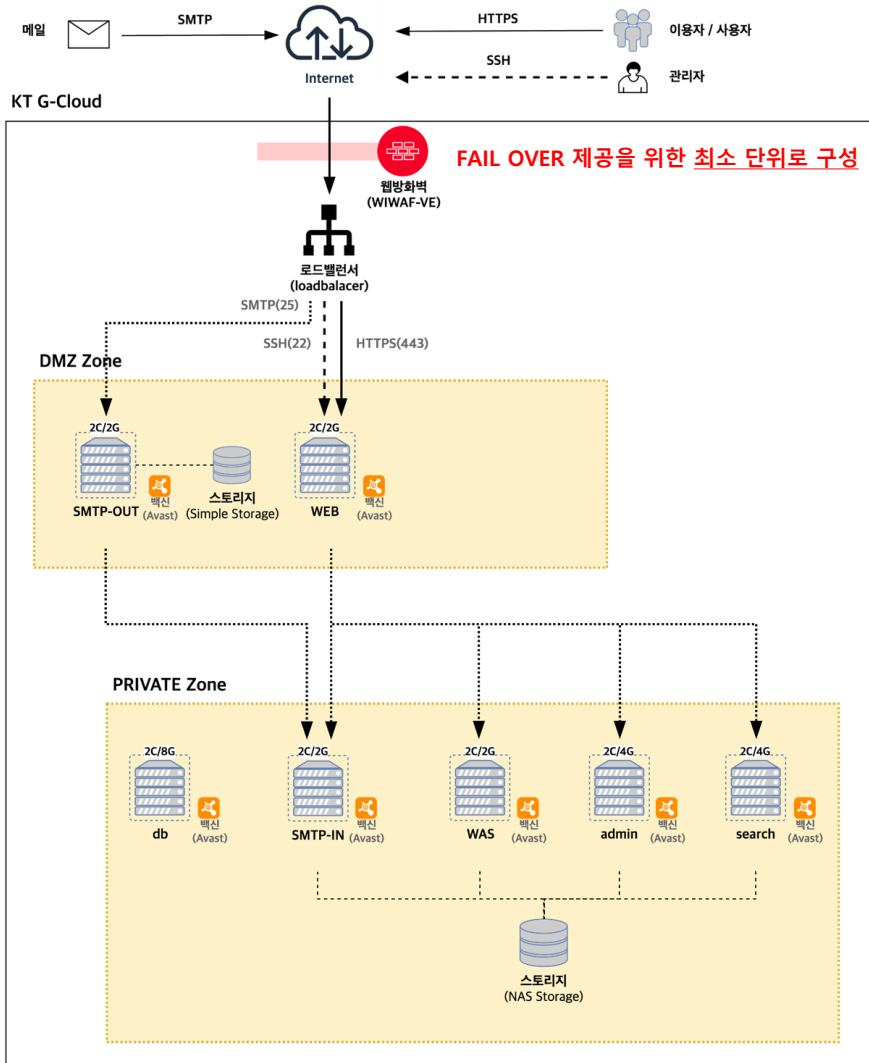 메일
SMTP
HTTPS
이용자 / 사용자
SSH
관리자
Internet
KT G-Cloud
FAIL OVER 제공을 위한 최소 단위로 구성
웹방화벽
(WIWAF-VE)
로드밸런서
(loadbalacer)
SMTP(25)
SSH(22)
HTTPS(443)
DMZ Zone
2C/2G
2C/2G
SMTP-OUT
백신
(Avast)
스토리지
(Simple Storage)
WEB
백신
(Avast)
PRIVATE Zone
2C/8G
2C/2G
2C/2G
2C/4G
2C/4G
db
백신
(Avast)
SMTP-IN
백신
(Avast)
WAS
백신
(Avast)
admin
백신
(Avast)
search
백신
(Avast)
스토리지
(NAS Storage)